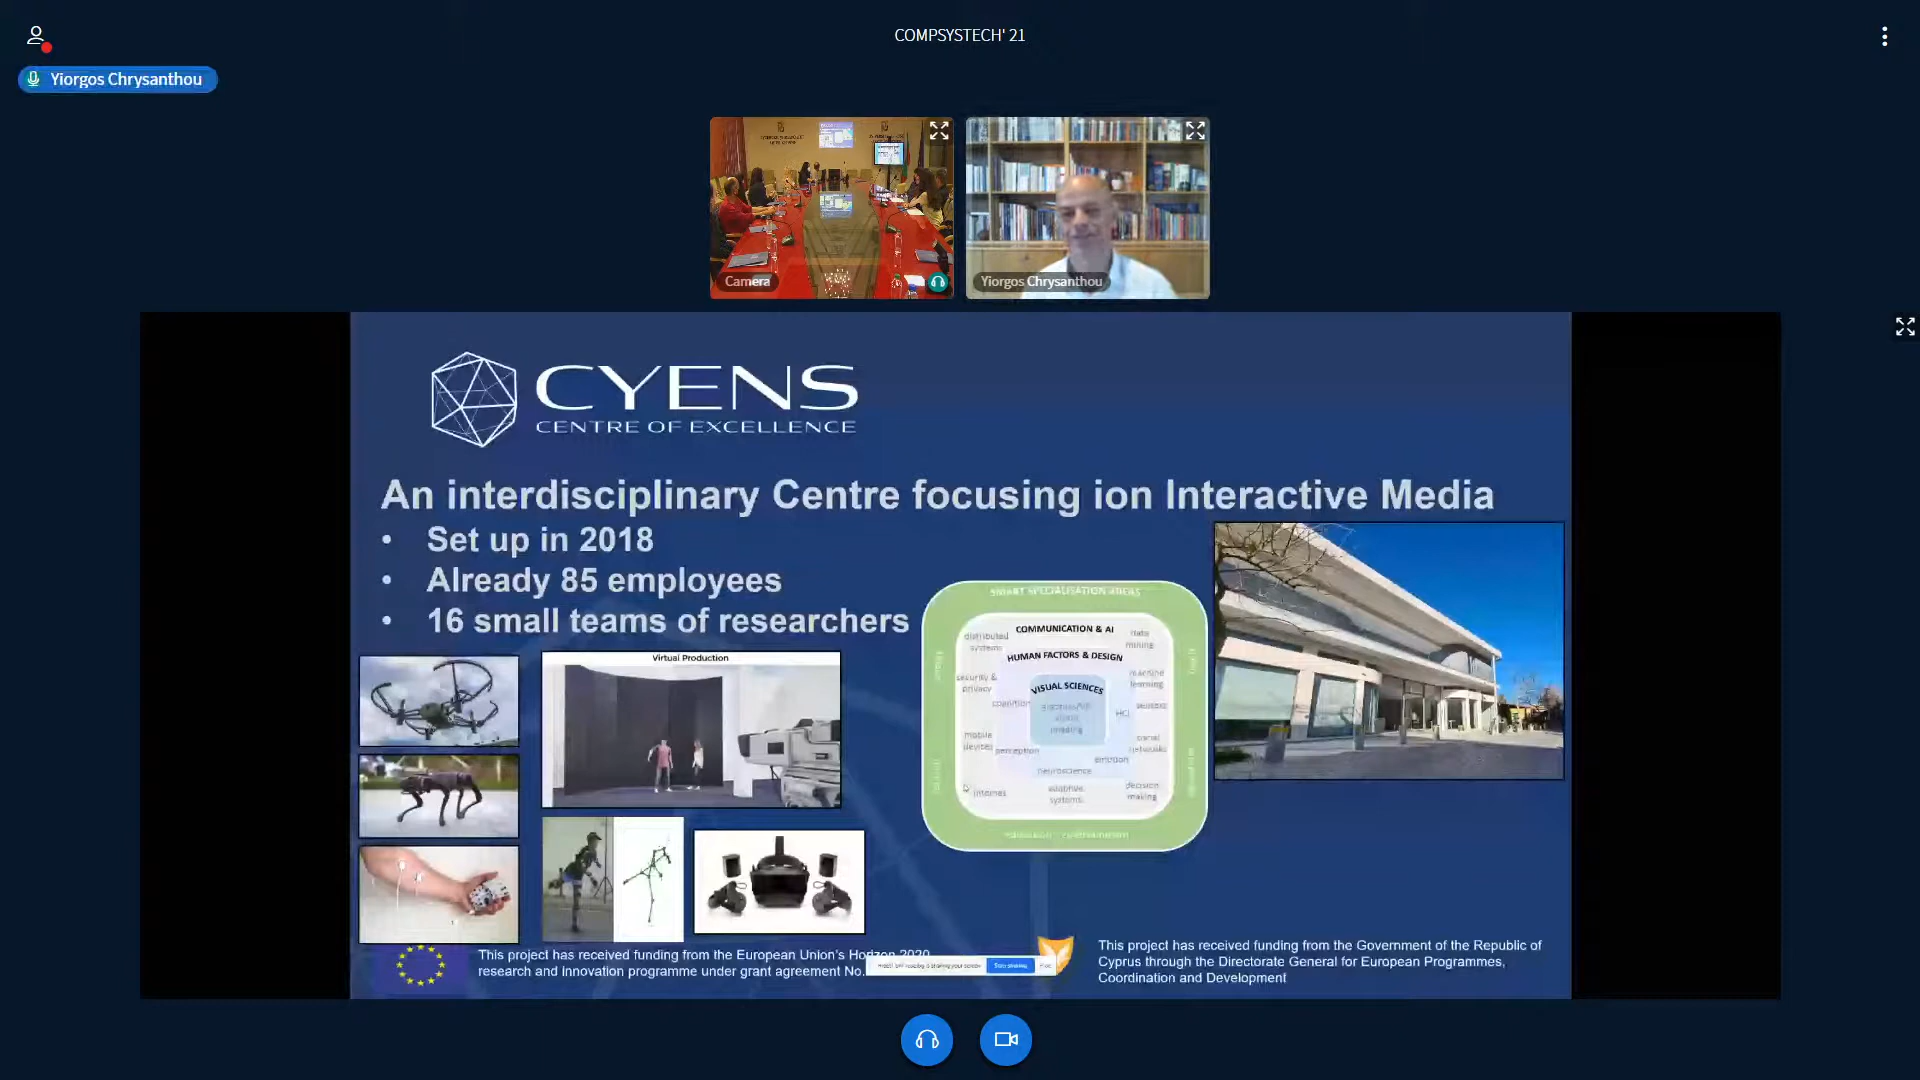 COMPSYSTECH' 21
Yiorgos Chrysanthou
Camera
Yiorgos Chrysanthou
CYENS
CENTRE OF EXCELLENCE
An interdisciplinary Centre focusing ion Interactive Media
• Set up in 2018
• Already 85 employees
• 16 small teams of researchers
Virtual Production
SMART SPECIALISATION AREAS
COMMUNICATION & AI
distributed
systems
data
mining
HUMAN FACTORS & DESIGN
security &
privacy
machine
learning
VISUAL SCIENCES
cognition
HCI
sensors
mobile
devices
social
networks
perception
emotion
neuroscience
adaptive
systems
decision
making
This project has received funding from the European Union's Horizon 2020
research and innovation programme under grant agreement No.
This project has received funding from the Government of the Republic of
Cyprus through the Directorate General for European Programmes,
Coordination and Development